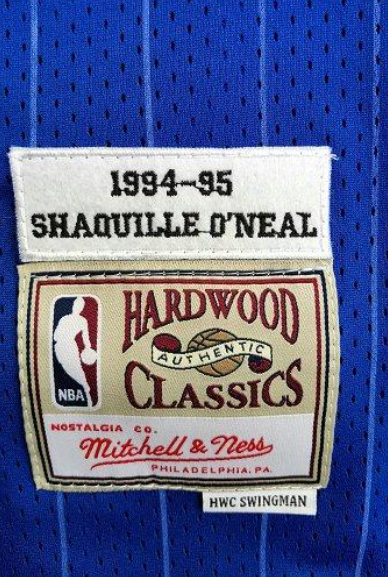 1994-95
SHAQUILLE O'NEAL
HARDWOOD
AUTHENTIC
CLASSICS
NBA
NOSTALGIA CO.
Mitchell & Ness
PHILADELPHIA, PA.
HWC SWINGMAN